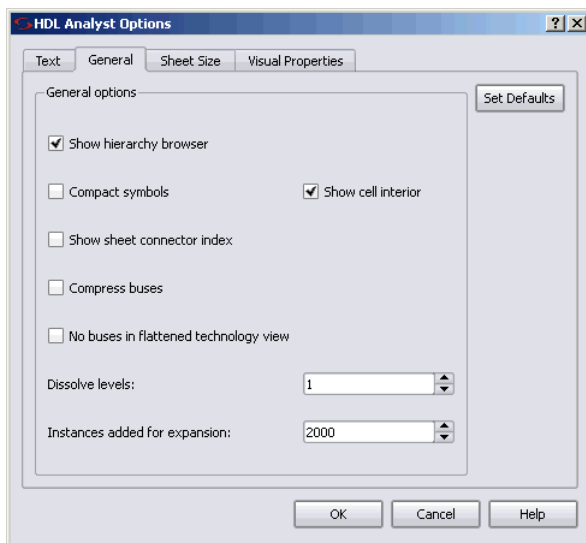 HDL Analyst Options
Text General Sheet Size Visual Properties
General options
Set Defaults
Show hierarchy browser
Compact symbols Show cell interior
Show sheet connector index
Compress buses
No buses in flattened technology view
Dissolve levels: 1
Instances added for expansion: 2000
OK Cancel Help